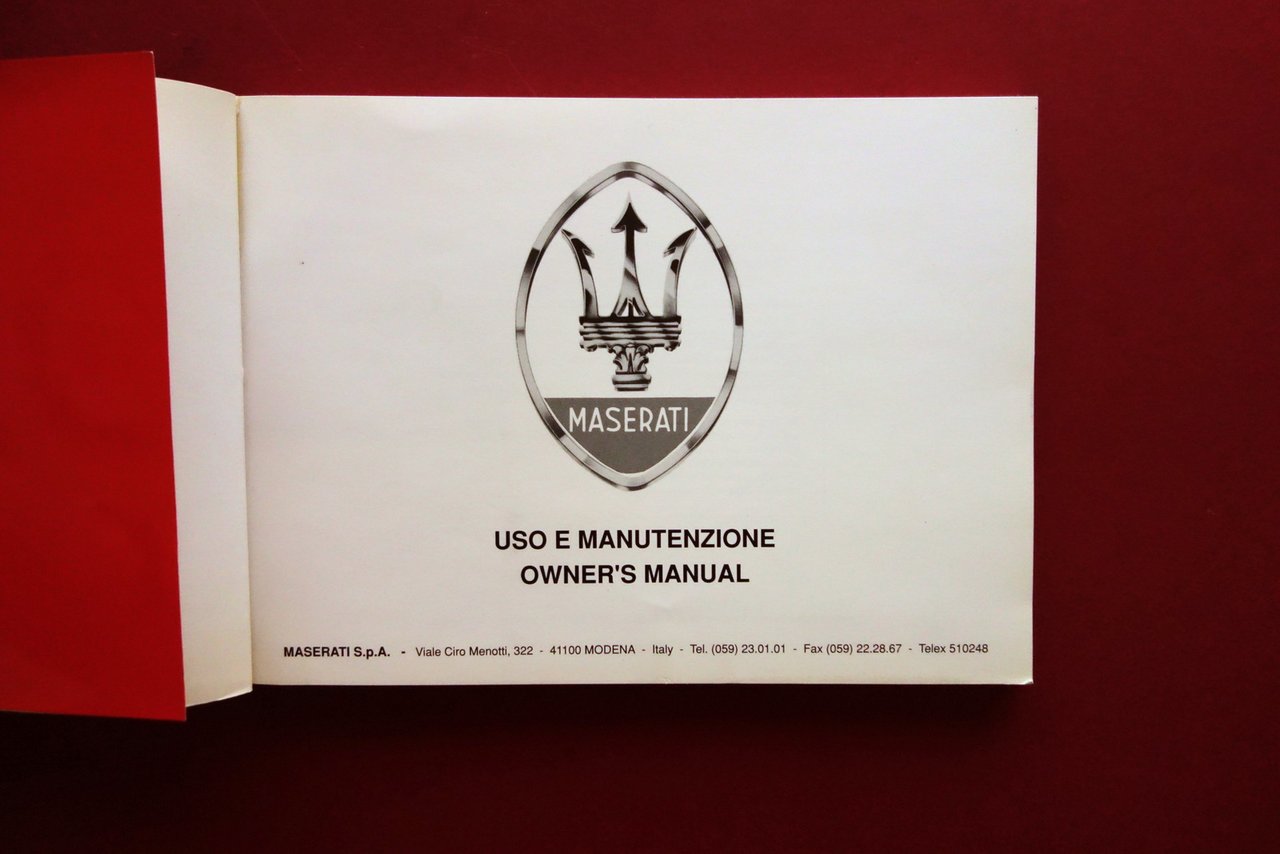 MASERATI
USO E MANUTENZIONE
OWNER'S MANUAL
MASERATI S.p.A. - Viale Ciro Menotti, 322 - 41100 MODENA - Italy - Tel. (059) 23.01.01 - Fax (059) 22.28.67 - Telex 510248